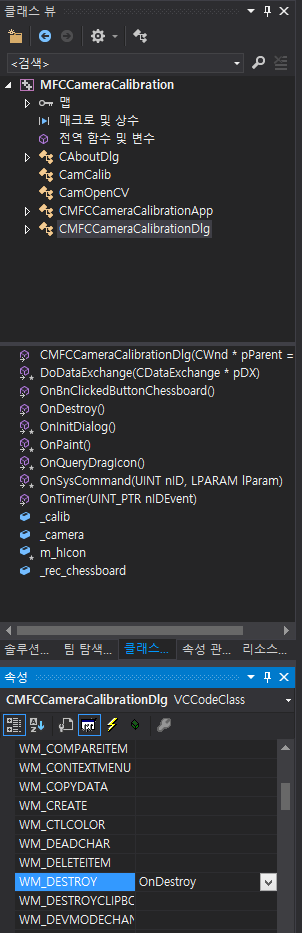 클래스 뷰
<검색>
MFCCameraCalibration
맵
매크로 및 상수
전역 함수 및 변수
CAboutDlg
CamCalib
CamOpenCV
CMFCCameraCalibrationApp
CMFCCameraCalibrationDlg
CMFCCameraCalibrationDlg(CWnd * pParent =
DoDataExchange(CDataExchange * pDX)
OnBnClickedButtonChessboard()
OnDestroy()
OnInitDialog()
OnPaint()
OnQueryDragIcon()
OnSysCommand(UINT nID, LPARAM lParam)
OnTimer(UINT_PTR nIDEvent)
_calib
_camera
m_hIcon
_rec_chessboard
솔루션... 팀 탐색... 클래스... 속성 관... 리소스...
속성
CMFCCameraCalibrationDlg VCCodeClass
WM_COMPAREITEM
WM_CONTEXTMENU
WM_COPYDATA
WM_CREATE
WM_CTLCOLOR
WM_DEADCHAR
WM_DELETEITEM
WM_DESTROY OnDestroy
WM_DESTROYCLIPBC
WM_DEVMODECHAN